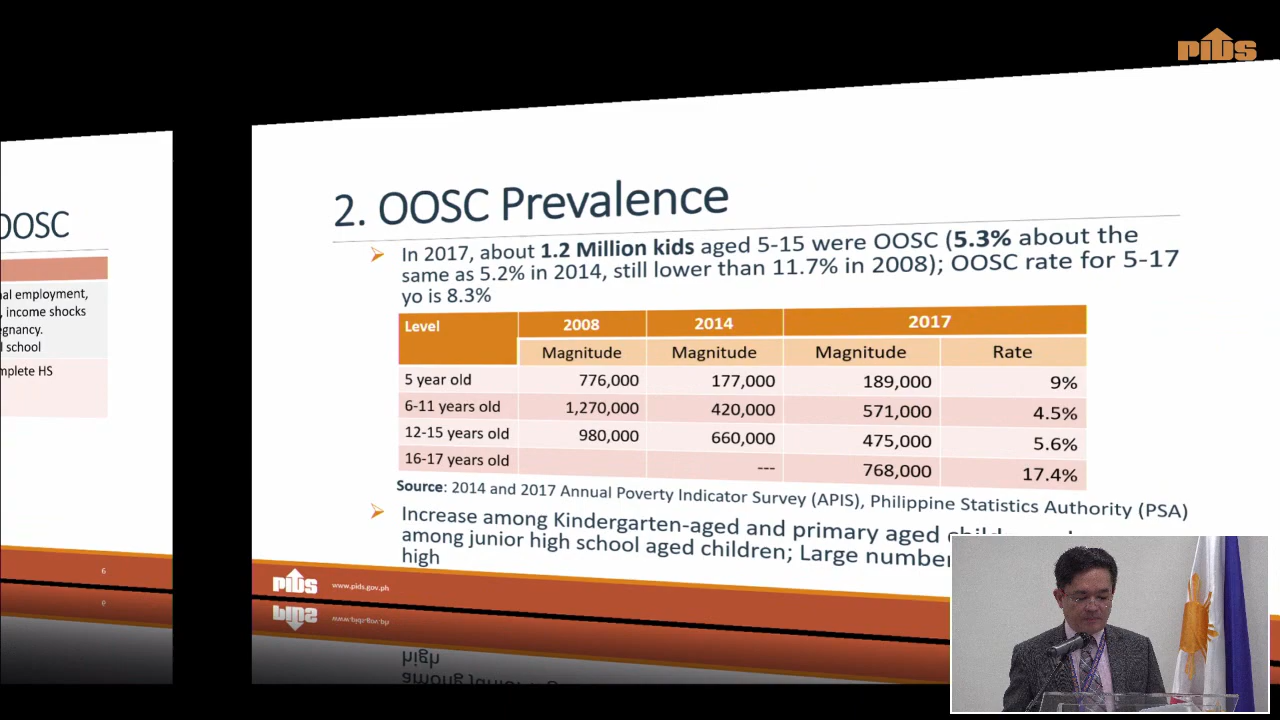 PIDS
OOSC
2. OOSC Prevalence
nal employment,
, income shocks
egnancy.
l school
mplete HS
6
In 2017, about 1.2 Million kids aged 5-15 were OOSC (5.3% about the
same as 5.2% in 2014, still lower than 11.7% in 2008); OOSC rate for 5-17
yo is 8.3%
Level 2008 2014 2017
Magnitude Magnitude Magnitude Rate
5 year old 776,000 177,000 189,000 9%
6-11 years old 1,270,000 420,000 571,000 4.5%
12-15 years old 980,000 660,000 475,000 5.6%
16-17 years old --- 768,000 17.4%
Source: 2014 and 2017 Annual Poverty Indicator Survey (APIS), Philippine Statistics Authority (PSA)
Increase among Kindergarten-aged and primary aged
among junior high school aged children; Large number
high
PIDS www.pids.gov.ph